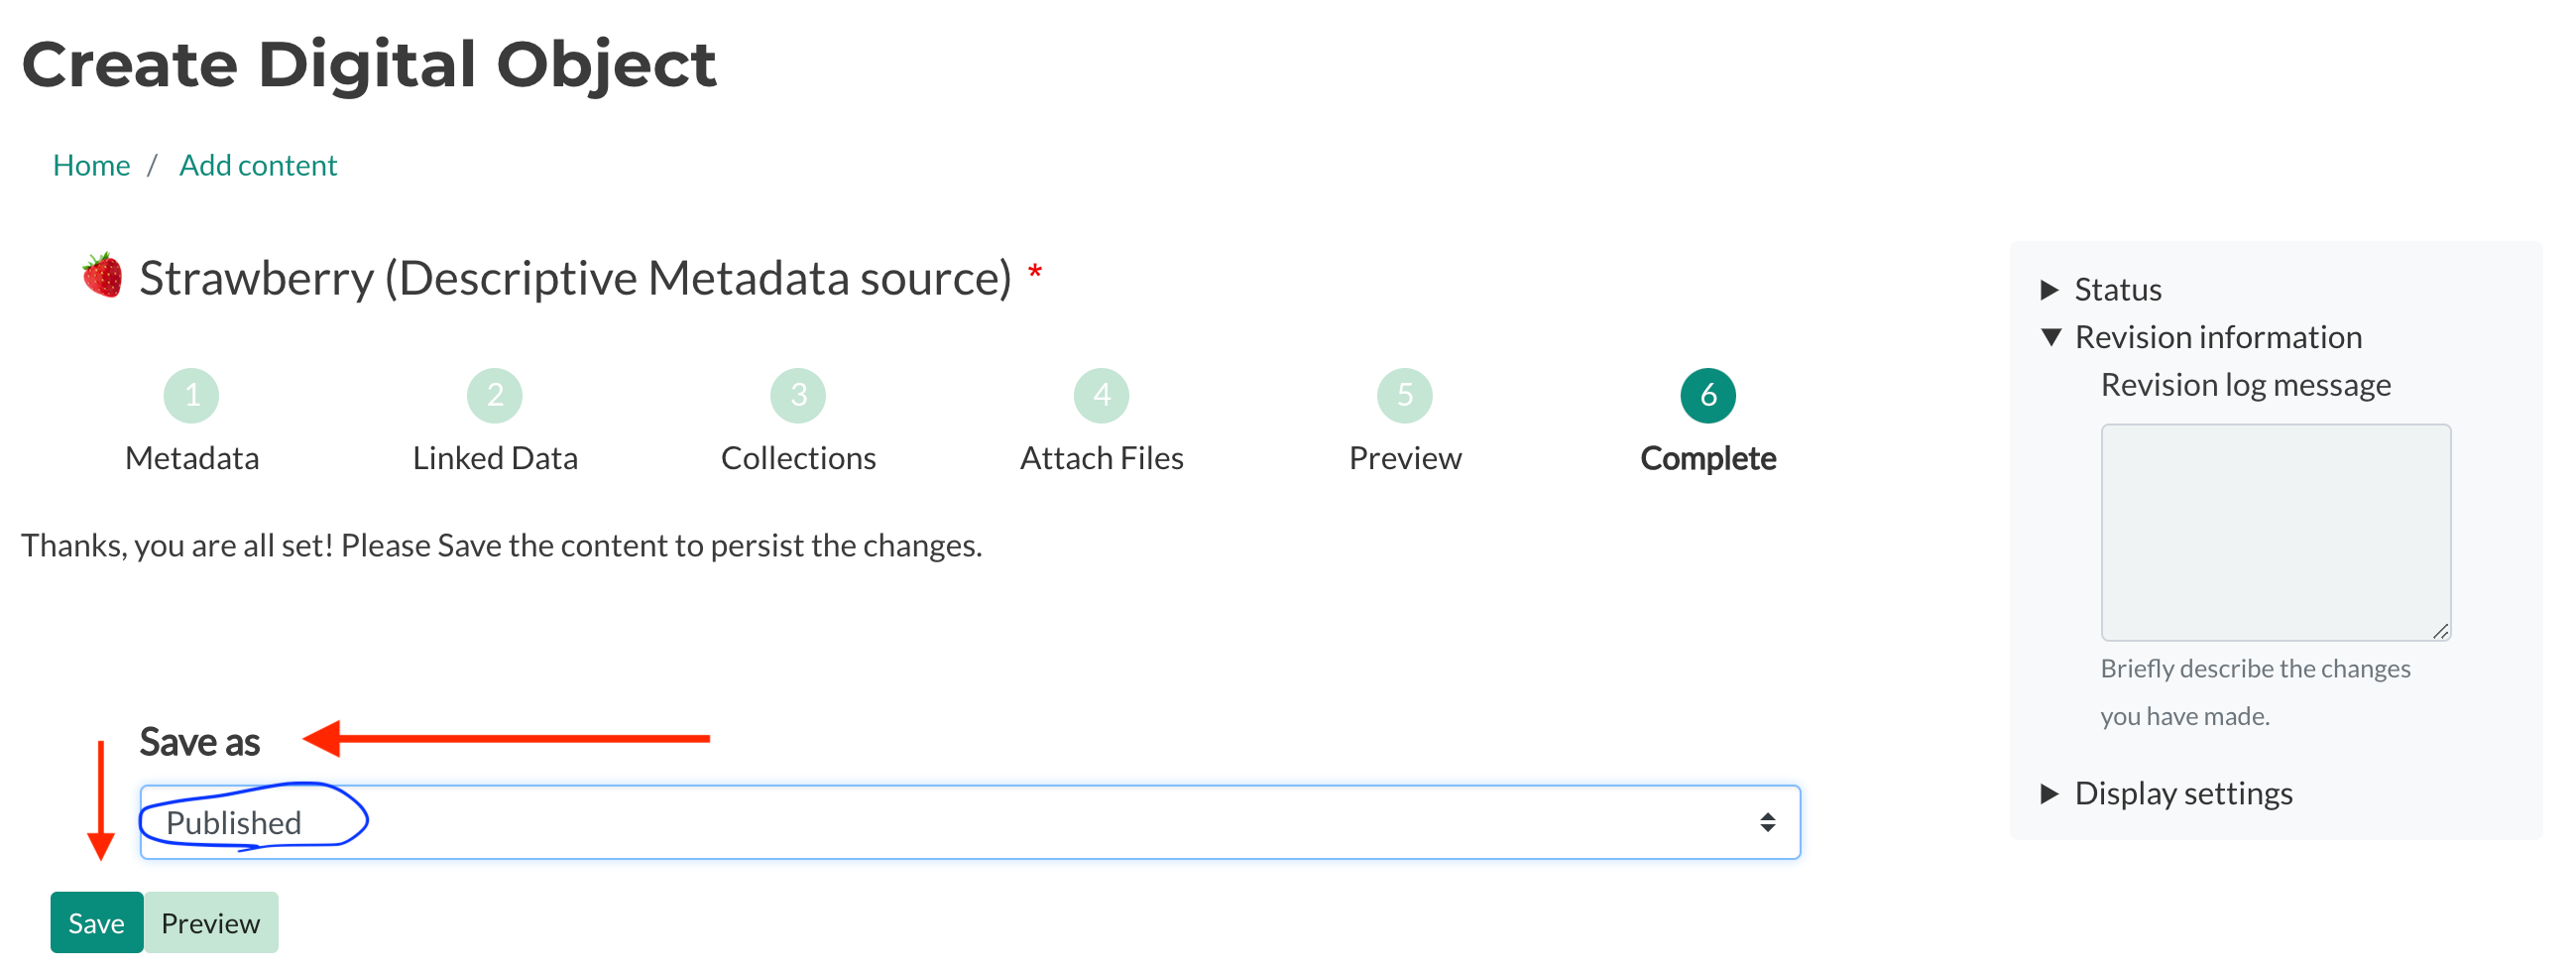 Create Digital Object
Home / Add content
🍓 Strawberry (Descriptive Metadata source) *
1 2 3 4 5 6
Metadata Linked Data Collections Attach Files Preview Complete
Thanks, you are all set! Please Save the content to persist the changes.
Save as
Published
Save Preview
Status
Revision information
Revision log message
Briefly describe the changes
you have made.
Display settings